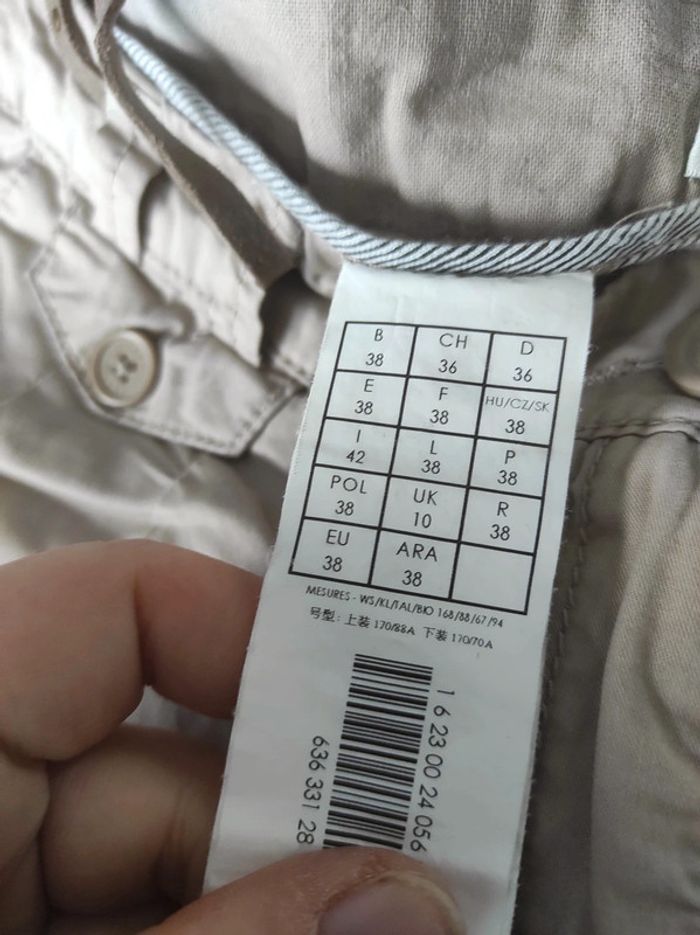 B CH D
38 36 36
E F HU/CZ/SK
38 38 38
I L P
42 38 38
POL UK R
38 10 38
EU ARA
38 38
MESURES - WS/KL/TAL/BIO 168/88/67/94
号型: 上装 170/88A 下装 170/70A
1 6 23 00 24 056
636 331 28